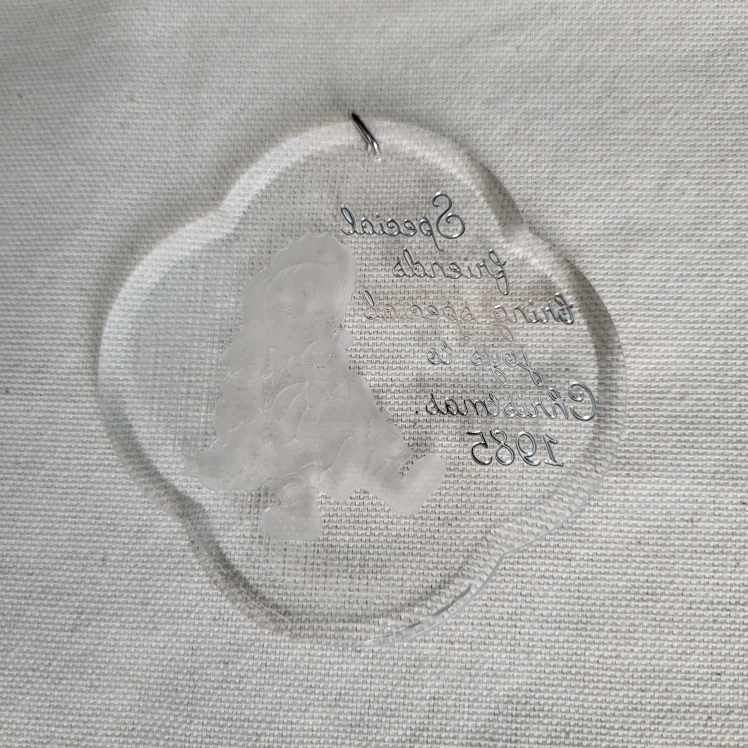 Special
friends
bring special
joys to
Christmas.
1985